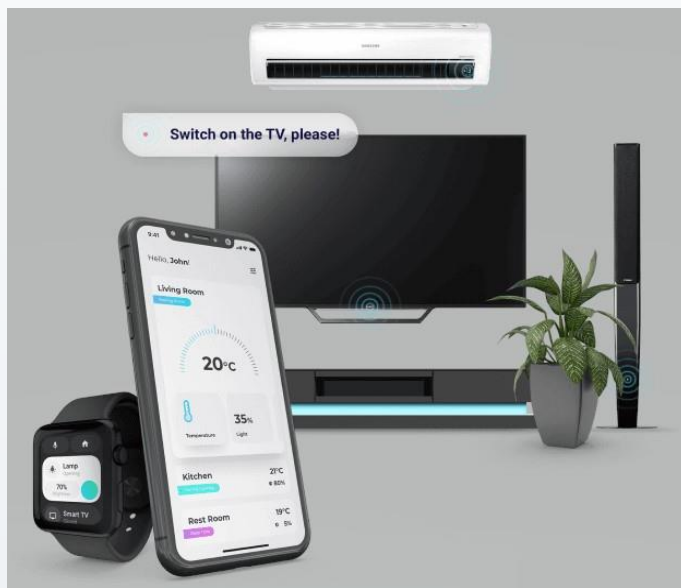 SAMSUNG
Switch on the TV, please!
9:41
Hello, John!
Living Room
20°C
Temperature
35%
Light
Kitchen
21°C
80%
Rest Room
19°C
5%
Lamp
70%
Smart TV